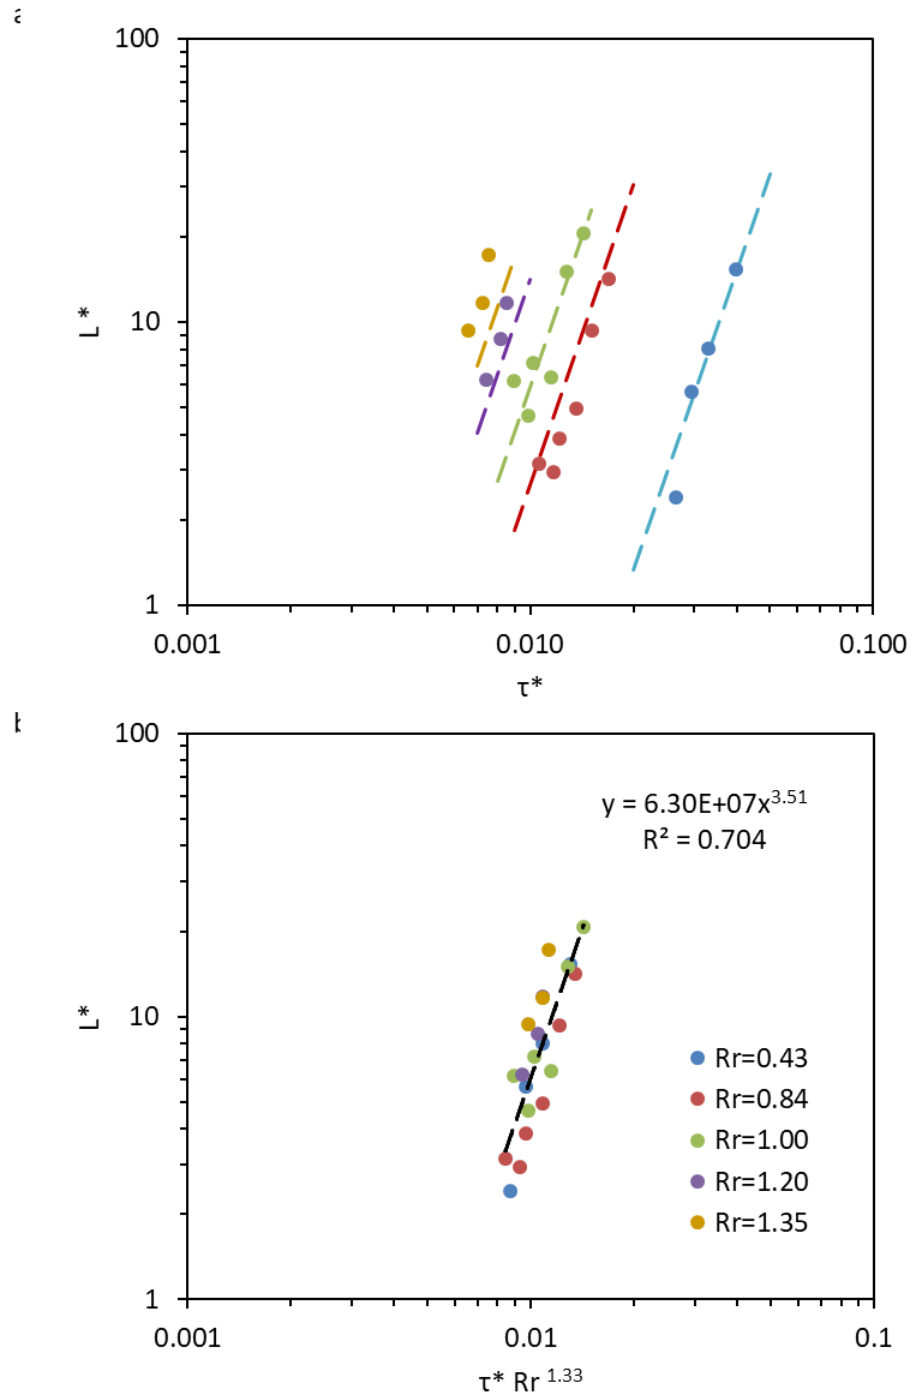 a
100
10
1
L*
0.001 0.010 0.100
τ*
b
100
y = 6.30E+07x^3.51
R² = 0.704
10
L*
Rr=0.43
Rr=0.84
Rr=1.00
Rr=1.20
Rr=1.35
1
0.001 0.01 0.1
τ* Rr ^1.33